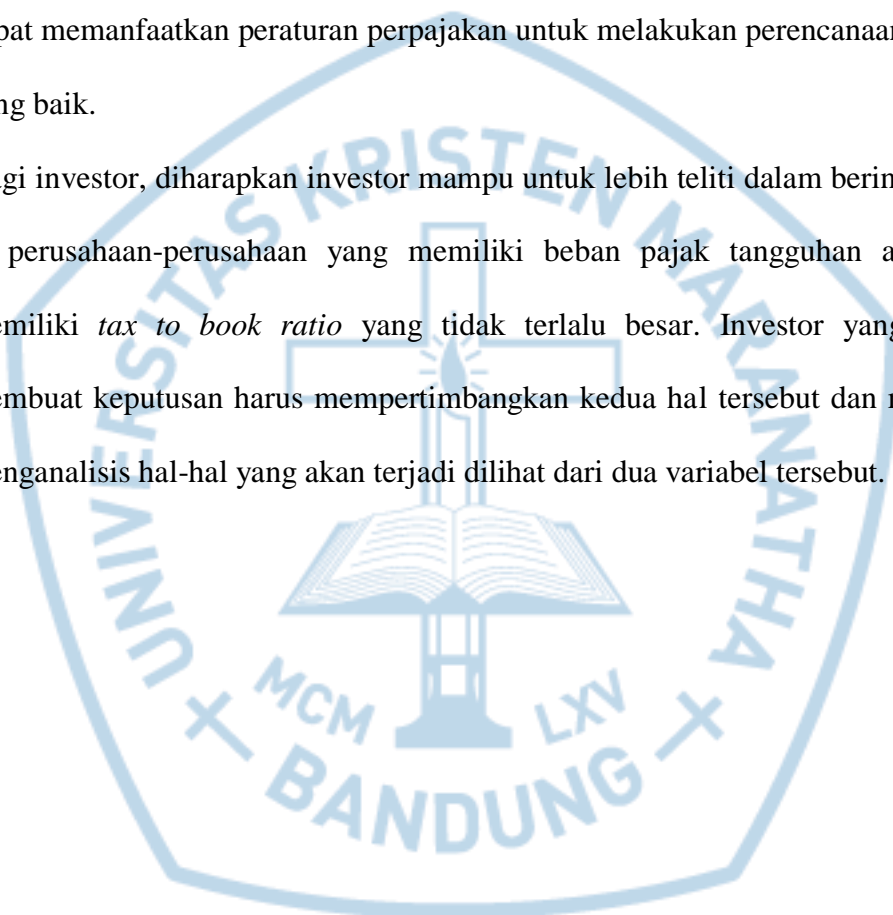 pat memanfaatkan peraturan perpajakan untuk melakukan perencanaan
ng baik.
gi investor, diharapkan investor mampu untuk lebih teliti dalam berin
perusahaan-perusahaan yang memiliki beban pajak tangguhan a
emiliki tax to book ratio yang tidak terlalu besar. Investor yang
embuat keputusan harus mempertimbangkan kedua hal tersebut dan
enganalisis hal-hal yang akan terjadi dilihat dari dua variabel tersebut.
UNIVERSITAS KRISTEN MARANATHA
MCM LXV
BANDUNG